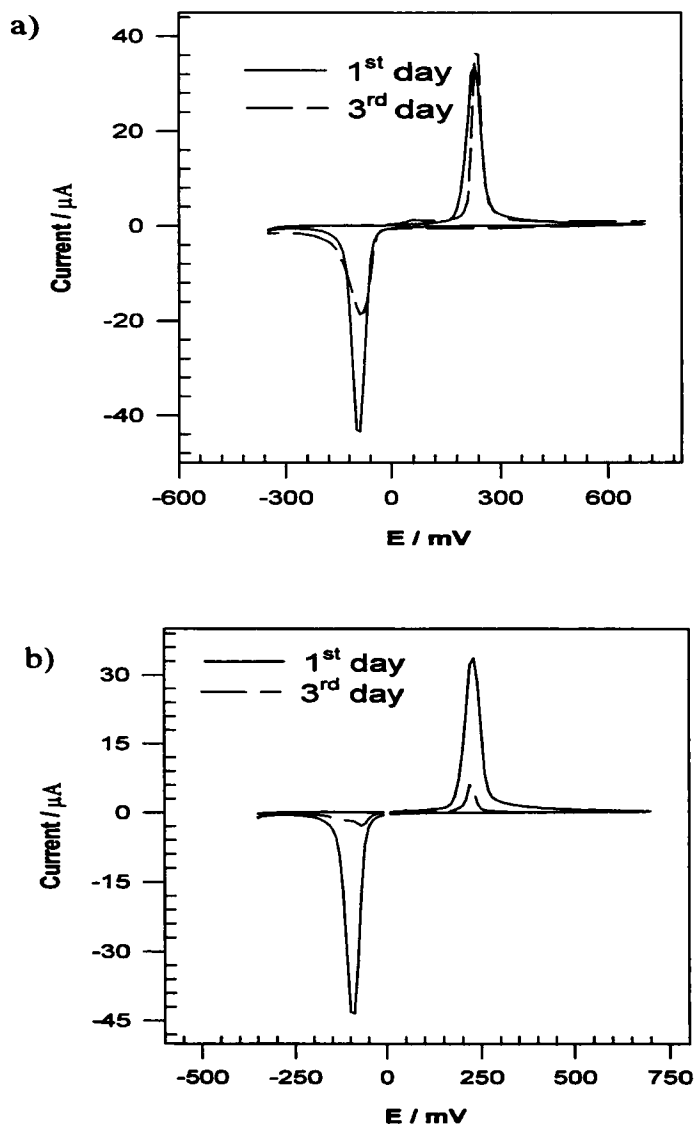 a)
40
20
0
-20
-40
Current / μA
1st day
3rd day
-600 -300 0 300 600
E / mV
b)
30
15
0
-15
-30
-45
Current / μA
1st day
3rd day
-500 -250 0 250 500 750
E / mV